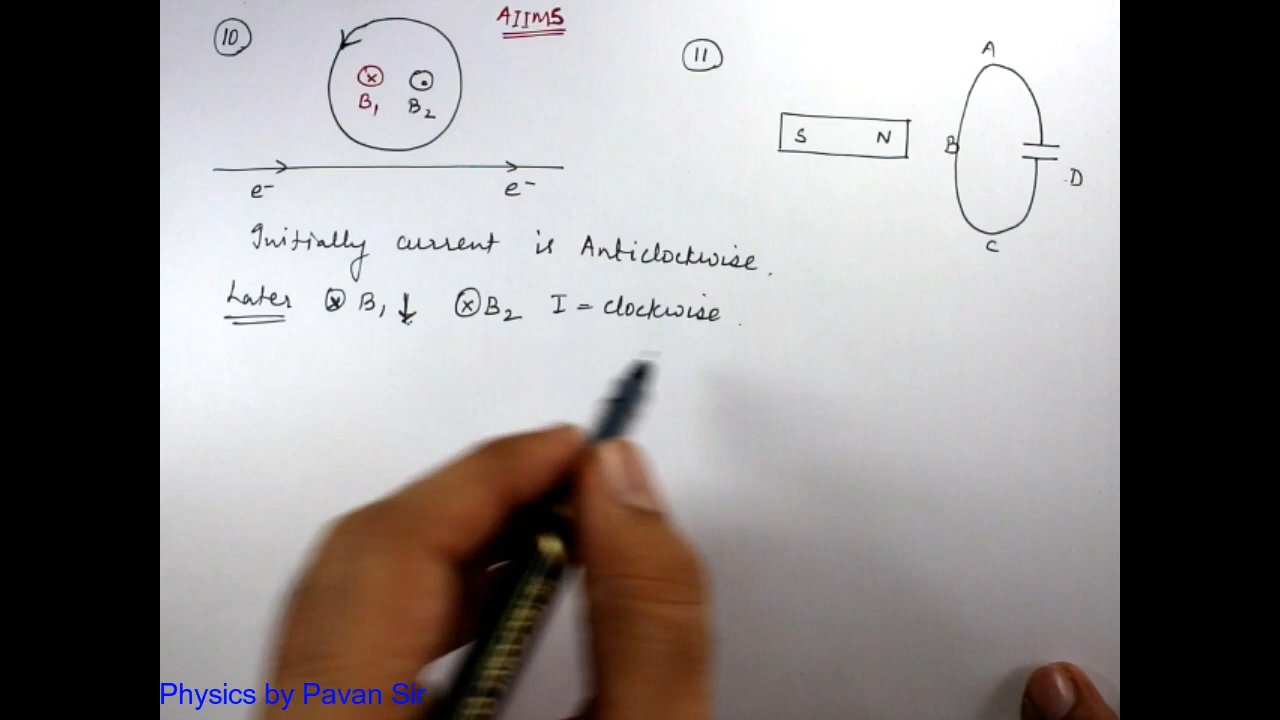 10
AIIMS
B1
B2
e-
e-
Initially current is Anticlockwise.
Later ⊗ B1 ↓ ⊗ B2 I = clockwise.
11
A
S N
B
D
C
Physics by Pavan Sir